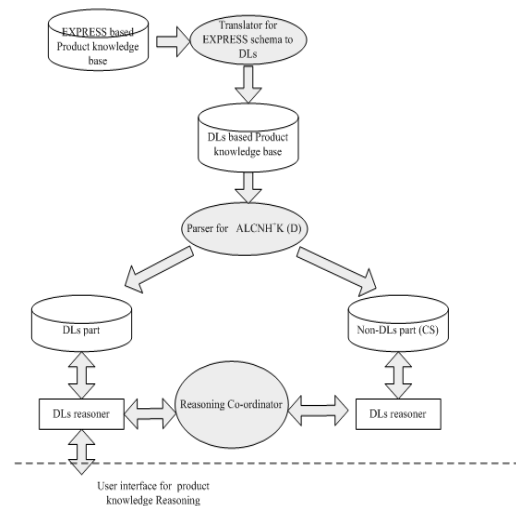 EXPRESS based
Product knowledge
base
Translator for
EXPRESS schema to
DLs
DLs based Product
knowledge base
Parser for ALCNH+K (D)
DLs part
Non-DLs part (CS)
DLs reasoner
Reasoning Co-ordinator
DLs reasoner
User interface for product
knowledge Reasoning